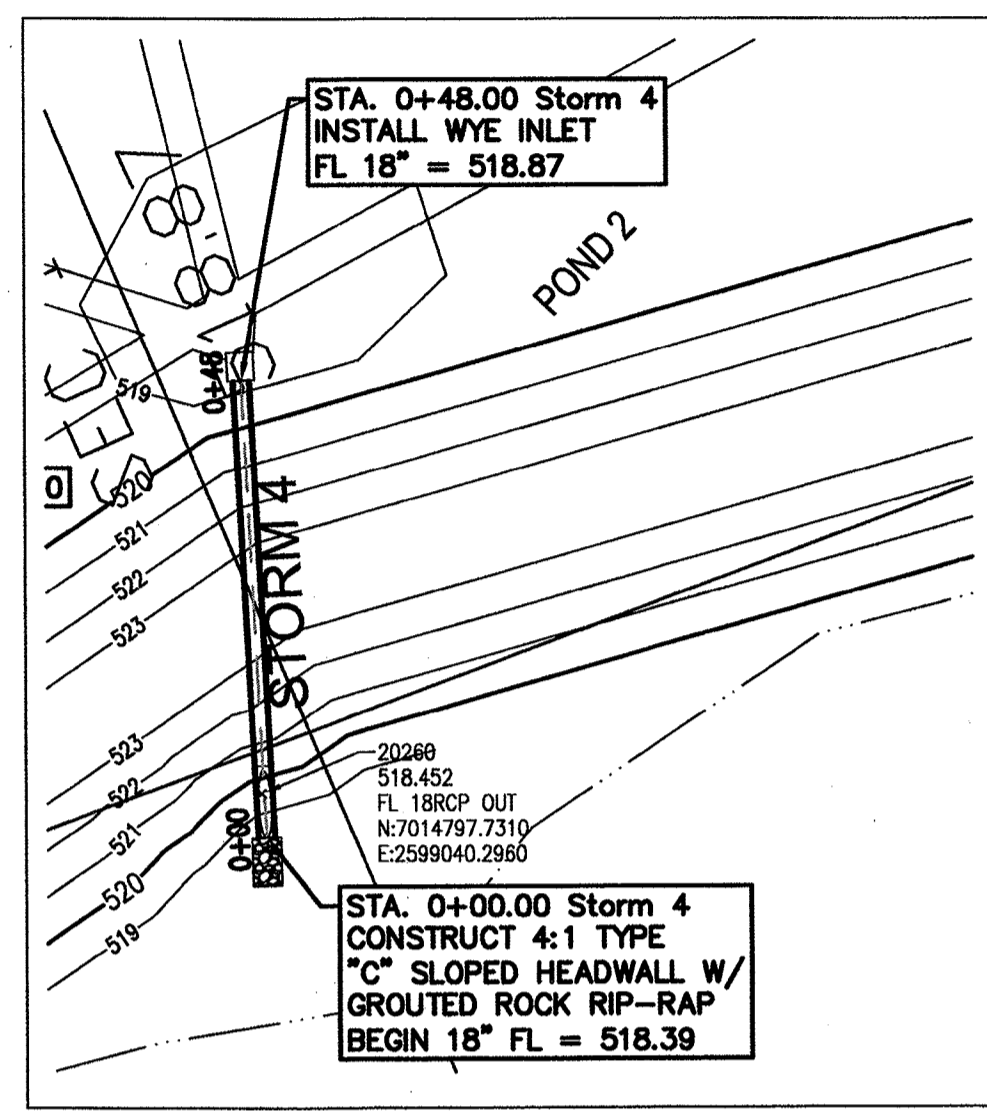 STA. 0+48.00 Storm 4
INSTALL WYE INLET
FL 18" = 518.87
POND 2
0+48
519
520
521
522
523
STORM 4
523
522
521
520
519
0+00
20260
518.452
FL 18RCP OUT
N:7014797.7310
E:2599040.2960
STA. 0+00.00 Storm 4
CONSTRUCT 4:1 TYPE
"C" SLOPED HEADWALL W/
GROUTED ROCK RIP-RAP
BEGIN 18" FL = 518.39